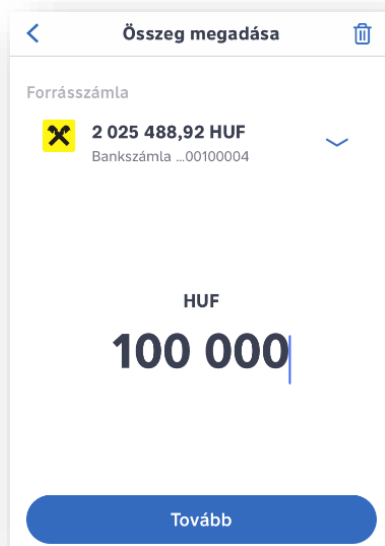 Összeg megadása
Forrásszámla
2 025 488,92 HUF
Bankszámla ...00100004
HUF
100 000
Tovább